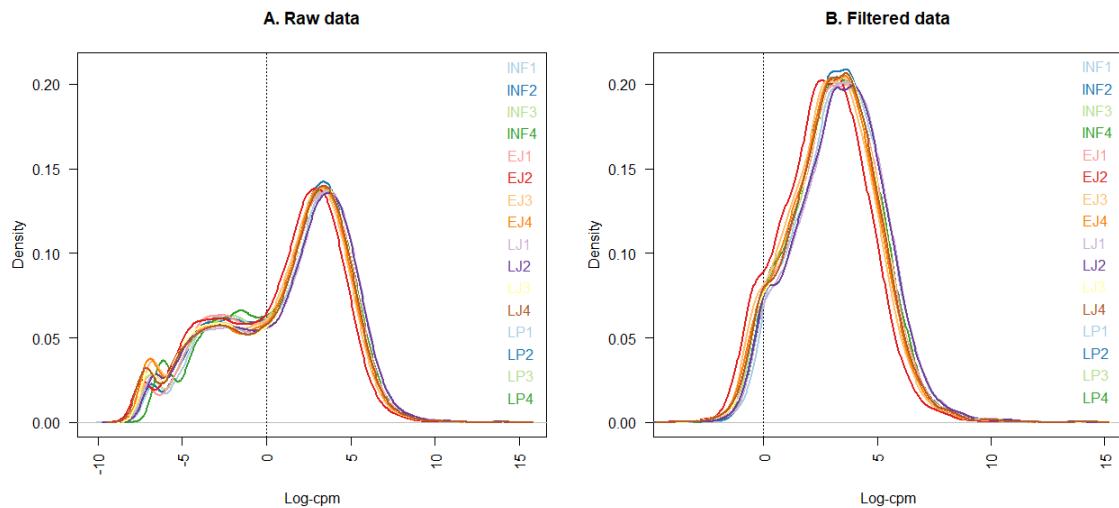 A. Raw data
0.20
0.15
0.10
0.05
0.00
Density
-10
-5
0
5
10
15
Log-cpm
INF1
INF2
INF3
INF4
EJ1
EJ2
EJ3
EJ4
LJ1
LJ2
LJ3
LJ4
LP1
LP2
LP3
LP4
B. Filtered data
0.20
0.15
0.10
0.05
0.00
Density
0
5
10
15
Log-cpm
INF1
INF2
INF3
INF4
EJ1
EJ2
EJ3
EJ4
LJ1
LJ2
LJ3
LJ4
LP1
LP2
LP3
LP4